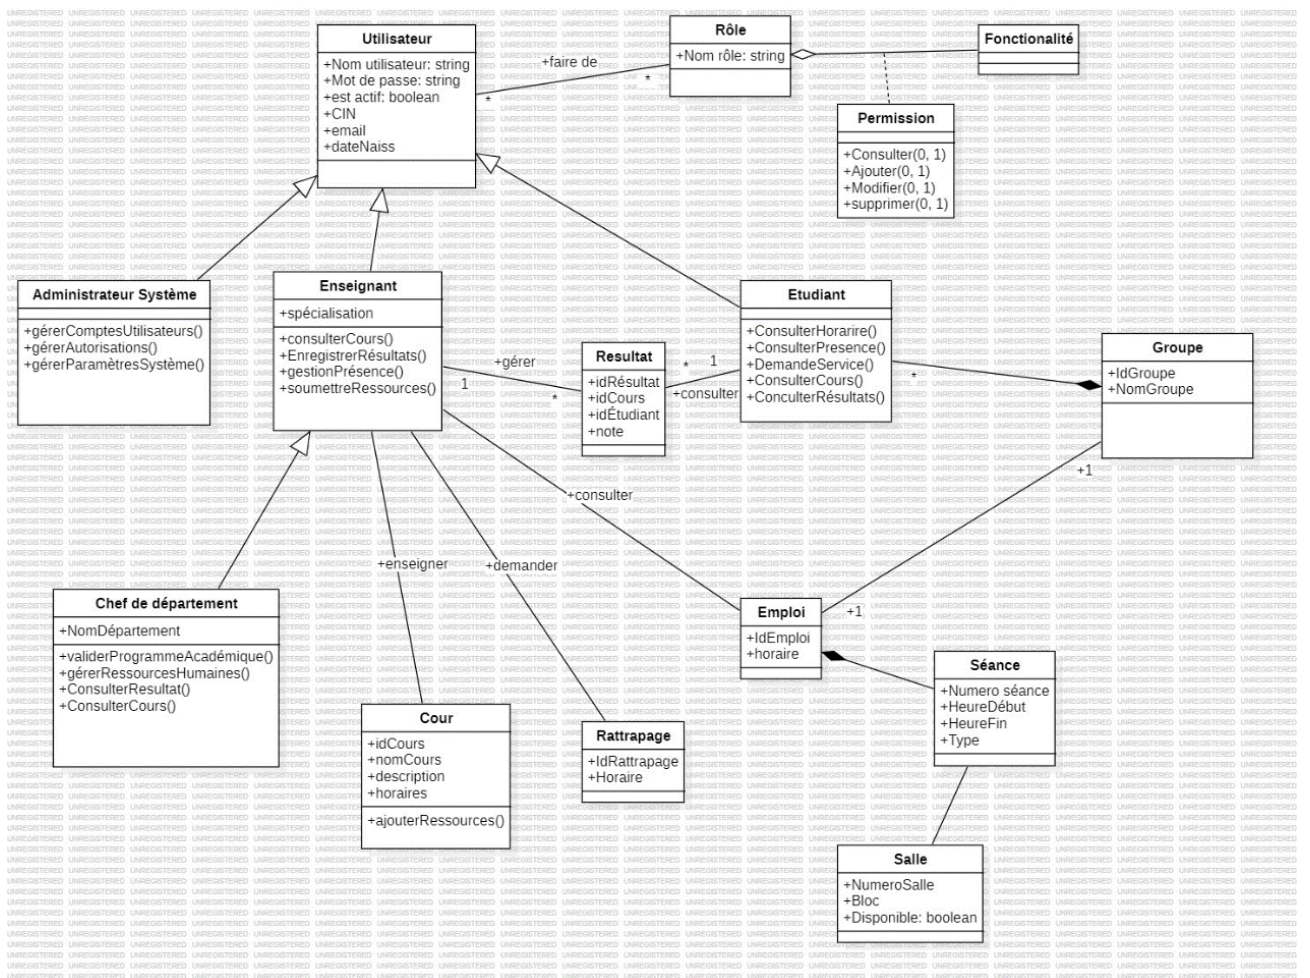 Utilisateur
+Nom utilisateur: string
+Mot de passe: string
+est actif: boolean
+CIN
+email
+dateNaiss
+faire de
*
*
Rôle
+Nom rôle: string
Fonctionalité
Permission
+Consulter(0, 1)
+Ajouter(0, 1)
+Modifier(0, 1)
+supprimer(0, 1)
Administrateur Système
+gérerComptesUtilisateurs()
+gérerAutorisations()
+gérerParamètresSystème()
Enseignant
+spécialisation
+consulterCours()
+EnregistrerRésultats()
+gestionPrésence()
+soumettreRessources()
+gérer
1
*
Resultat
+idRésultat
+idCours
+idÉtudiant
+note
*
1
+consulter
Etudiant
+ConsulterHorarire()
+ConsulterPresence()
+DemandeService()
+ConsulterCours()
+ConculterRésultats()
*
Groupe
+IdGroupe
+NomGroupe
+1
+consulter
+enseigner
+demander
Chef de département
+NomDépartement
+validerProgrammeAcadémique()
+gérerRessourcesHumaines()
+ConsulterResultat()
+ConsulterCours()
Emploi
+IdEmploi
+horaire
+1
Séance
+Numero séance
+HeureDébut
+HeureFin
+Type
Cour
+idCours
+nomCours
+description
+horaires
+ajouterRessources()
Rattrapage
+IdRattrapage
+Horaire
Salle
+NumeroSalle
+Bloc
+Disponible: boolean
UNREGISTERED